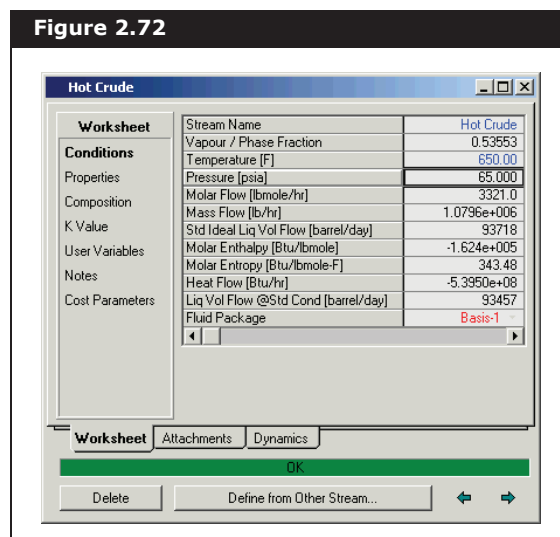 Figure 2.72
Hot Crude
Worksheet
Conditions
Properties
Composition
K Value
User Variables
Notes
Cost Parameters
Stream Name Hot Crude
Vapour / Phase Fraction 0.53553
Temperature [F] 650.00
Pressure [psia] 65.000
Molar Flow [lbmole/hr] 3321.0
Mass Flow [lb/hr] 1.0796e+006
Std Ideal Liq Vol Flow [barrel/day] 93718
Molar Enthalpy [Btu/lbmole] -1.624e+005
Molar Entropy [Btu/lbmole-F] 343.48
Heat Flow [Btu/hr] -5.3950e+08
Liq Vol Flow @Std Cond [barrel/day] 93457
Fluid Package Basis-1
Worksheet Attachments Dynamics
OK
Delete Define from Other Stream...